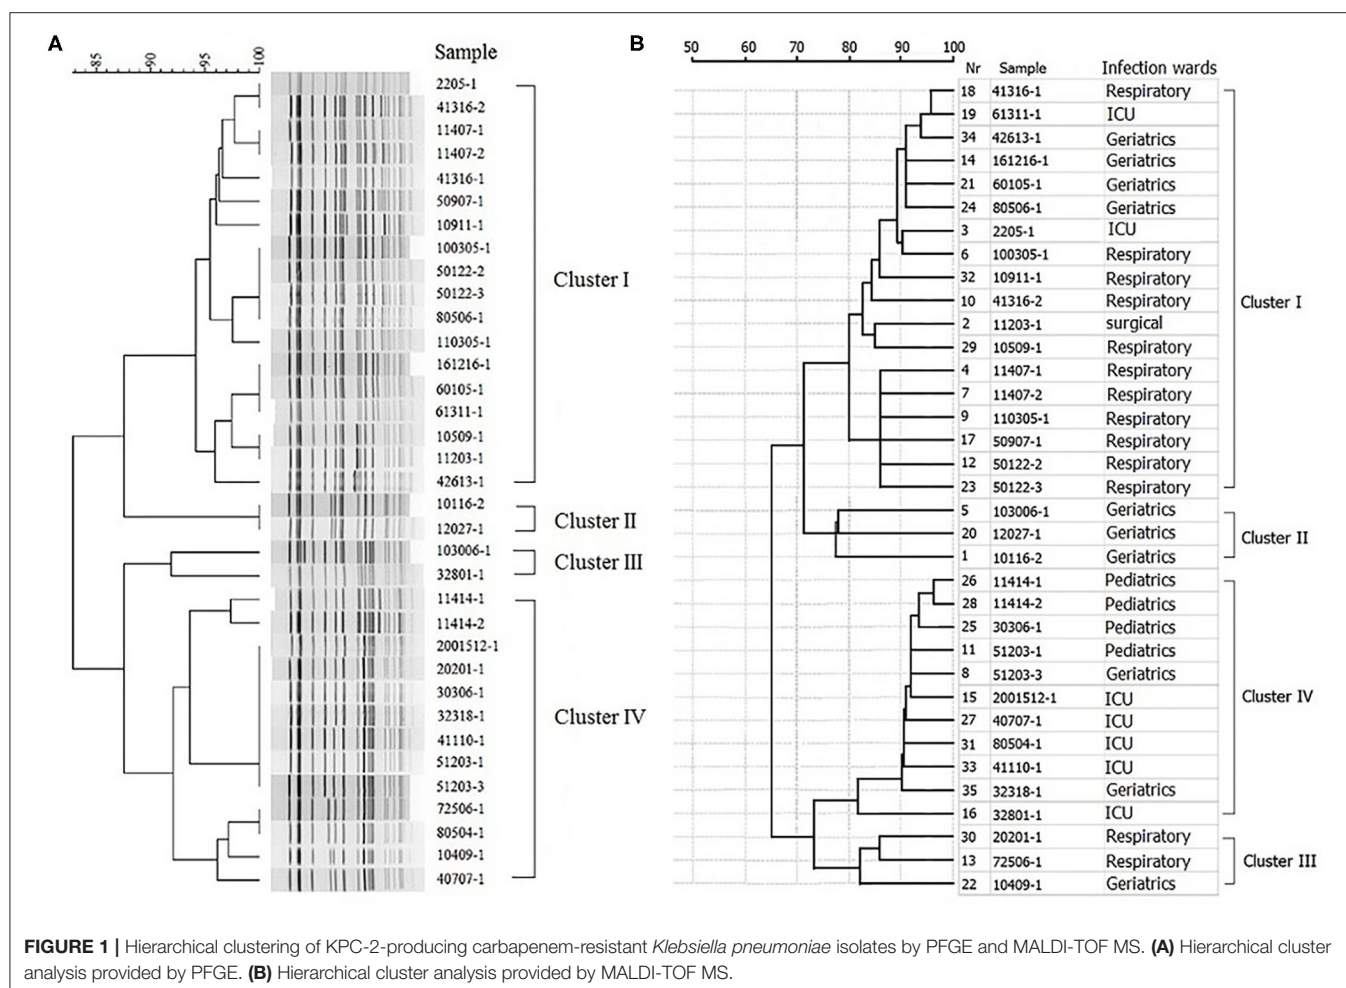 A
-85
-90
-95
-100
Sample
2205-1
41316-2
11407-1
11407-2
41316-1
50907-1
10911-1
100305-1
50122-2
50122-3
80506-1
110305-1
161216-1
60105-1
61311-1
10509-1
11203-1
42613-1
10116-2
12027-1
103006-1
32801-1
11414-1
11414-2
2001512-1
20201-1
30306-1
32318-1
41110-1
51203-1
51203-3
72506-1
80504-1
10409-1
40707-1
Cluster I
Cluster II
Cluster III
Cluster IV
B
50 60 70 80 90 100
Nr Sample Infection wards
18 41316-1 Respiratory
19 61311-1 ICU
34 42613-1 Geriatrics
14 161216-1 Geriatrics
21 60105-1 Geriatrics
24 80506-1 Geriatrics
3 2205-1 ICU
6 100305-1 Respiratory
32 10911-1 Respiratory
10 41316-2 Respiratory
2 11203-1 surgical
29 10509-1 Respiratory
4 11407-1 Respiratory
7 11407-2 Respiratory
9 110305-1 Respiratory
17 50907-1 Respiratory
12 50122-2 Respiratory
23 50122-3 Respiratory
5 103006-1 Geriatrics
20 12027-1 Geriatrics
1 10116-2 Geriatrics
26 11414-1 Pediatrics
28 11414-2 Pediatrics
25 30306-1 Pediatrics
11 51203-1 Pediatrics
8 51203-3 Geriatrics
15 2001512-1 ICU
27 40707-1 ICU
31 80504-1 ICU
33 41110-1 ICU
35 32318-1 Geriatrics
16 32801-1 ICU
30 20201-1 Respiratory
13 72506-1 Respiratory
22 10409-1 Geriatrics
Cluster I
Cluster II
Cluster IV
Cluster III
FIGURE 1 | Hierarchical clustering of KPC-2-producing carbapenem-resistant Klebsiella pneumoniae isolates by PFGE and MALDI-TOF MS. (A) Hierarchical cluster
analysis provided by PFGE. (B) Hierarchical cluster analysis provided by MALDI-TOF MS.